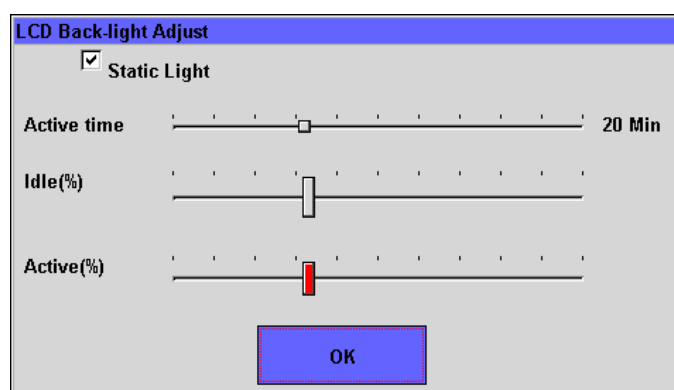 LCD Back-light Adjust
Static Light
Active time 20 Min
Idle(%)
Active(%)
OK